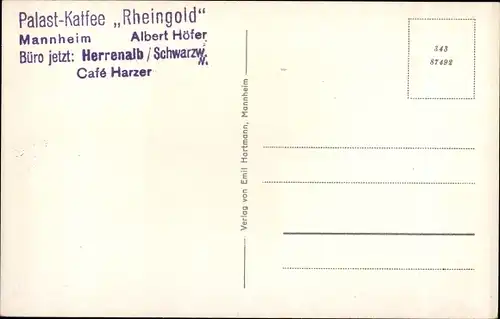 Palast-Kaffee „Rheingold“
Mannheim Albert Höfer
Büro jetzt: Herrenalb / Schwarzw.
Café Harzer
343
87492
Verlag von Emil Hartmann, Mannheim